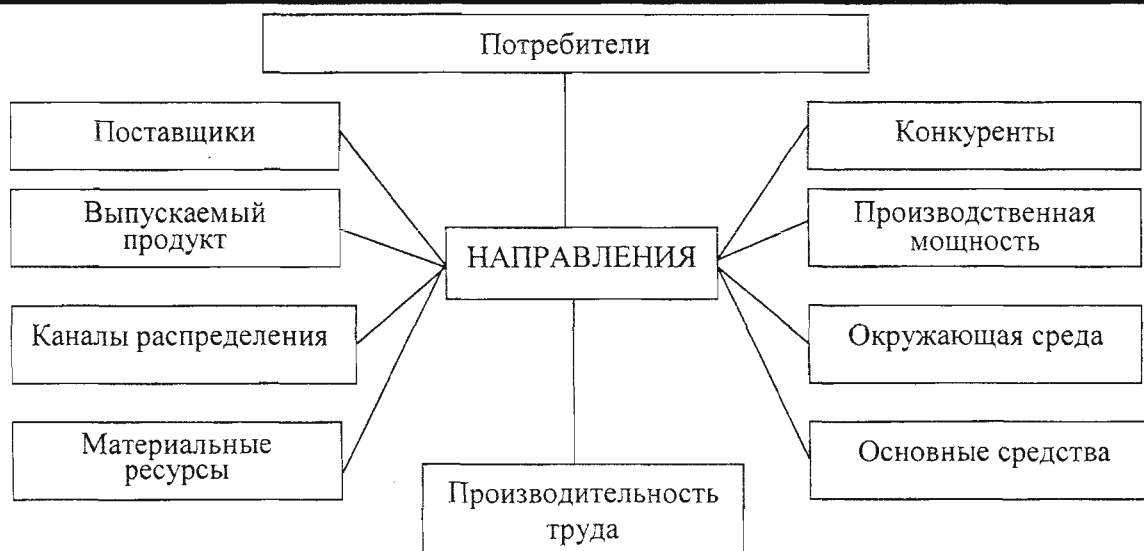 Потребители
Поставщики
Конкуренты
Выпускаемый
продукт
Производственная
мощность
НАПРАВЛЕНИЯ
Каналы распределения
Окружающая среда
Материальные
ресурсы
Основные средства
Производительность
труда